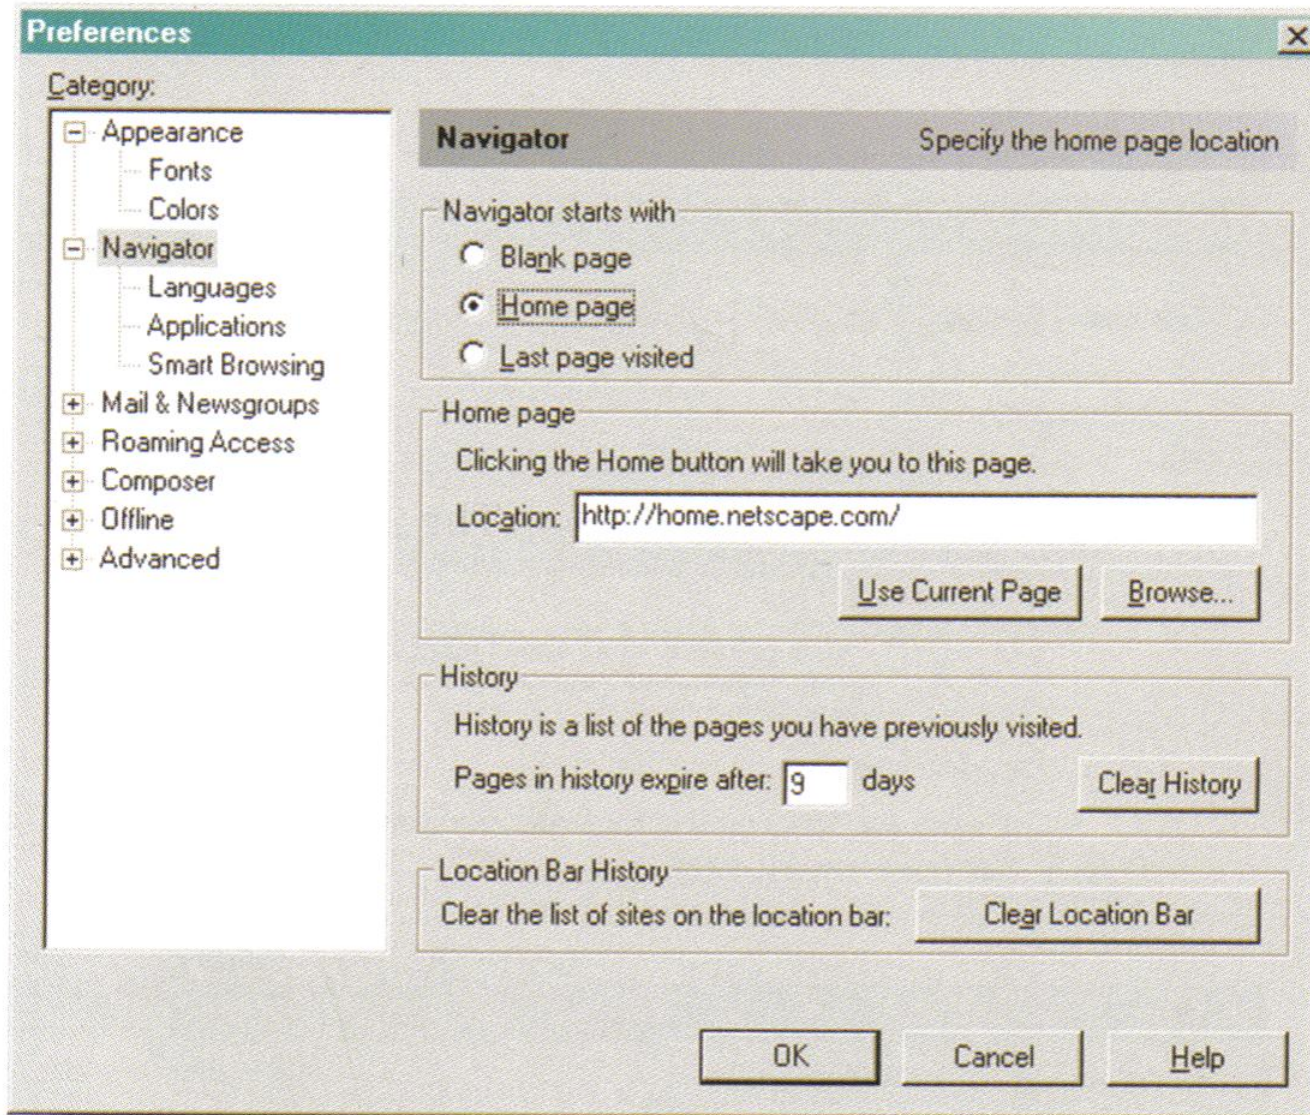 Preferences
Category:
Appearance
Fonts
Colors
Navigator
Languages
Applications
Smart Browsing
Mail & Newsgroups
Roaming Access
Composer
Offline
Advanced
Navigator Specify the home page location
Navigator starts with
Blank page
Home page
Last page visited
Home page
Clicking the Home button will take you to this page.
Location: http://home.netscape.com/
Use Current Page Browse...
History
History is a list of the pages you have previously visited.
Pages in history expire after: 9 days Clear History
Location Bar History
Clear the list of sites on the location bar: Clear Location Bar
OK Cancel Help